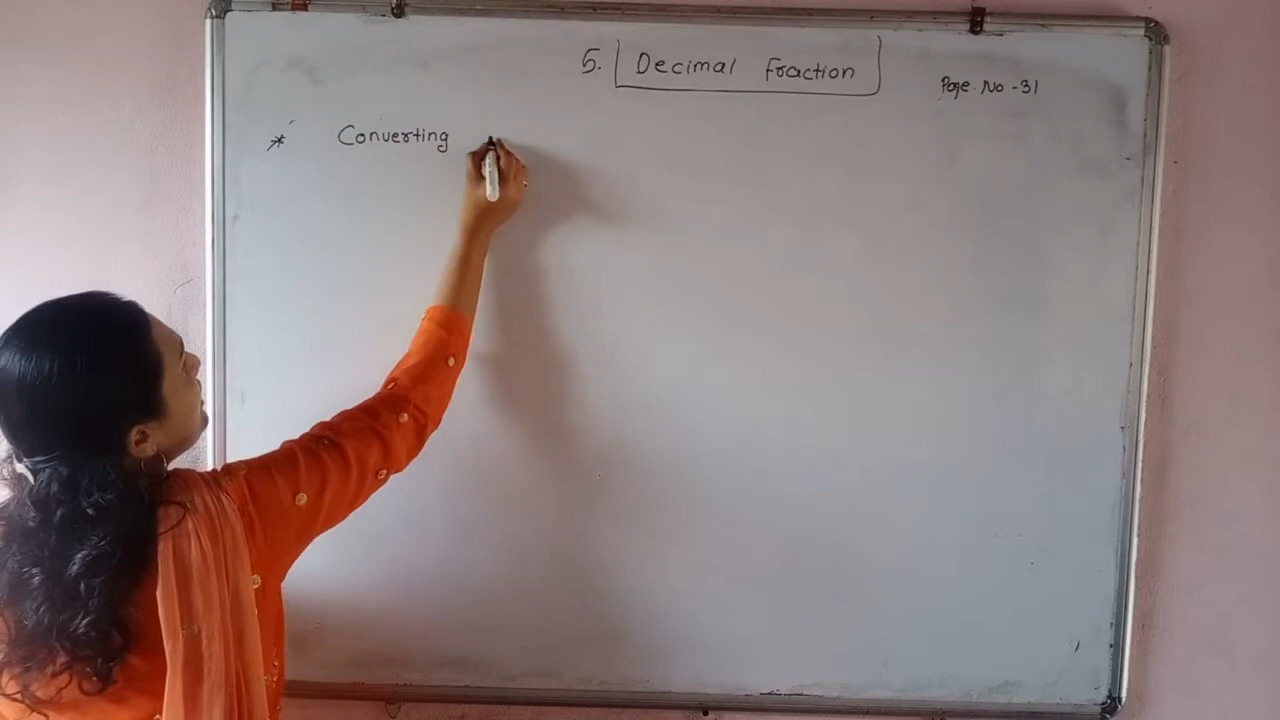 5. Decimal Fraction
Page. No -31
* Converting